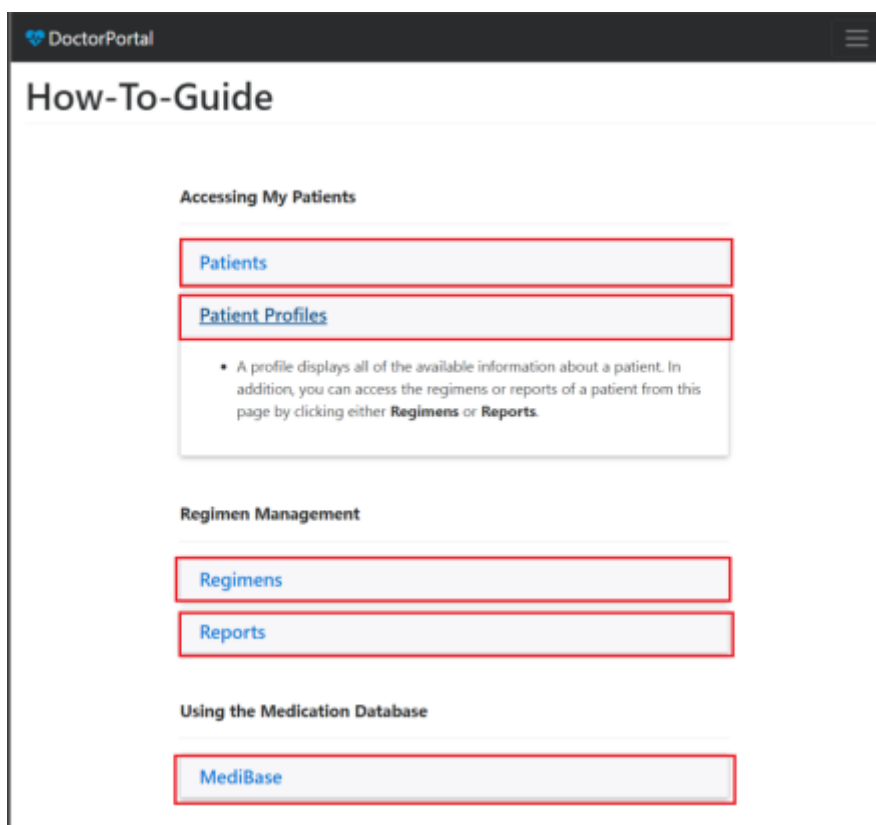 DoctorPortal
How-To-Guide
Accessing My Patients
Patients
Patient Profiles
• A profile displays all of the available information about a patient. In
addition, you can access the regimens or reports of a patient from this
page by clicking either Regimens or Reports.
Regimen Management
Regimens
Reports
Using the Medication Database
MediBase